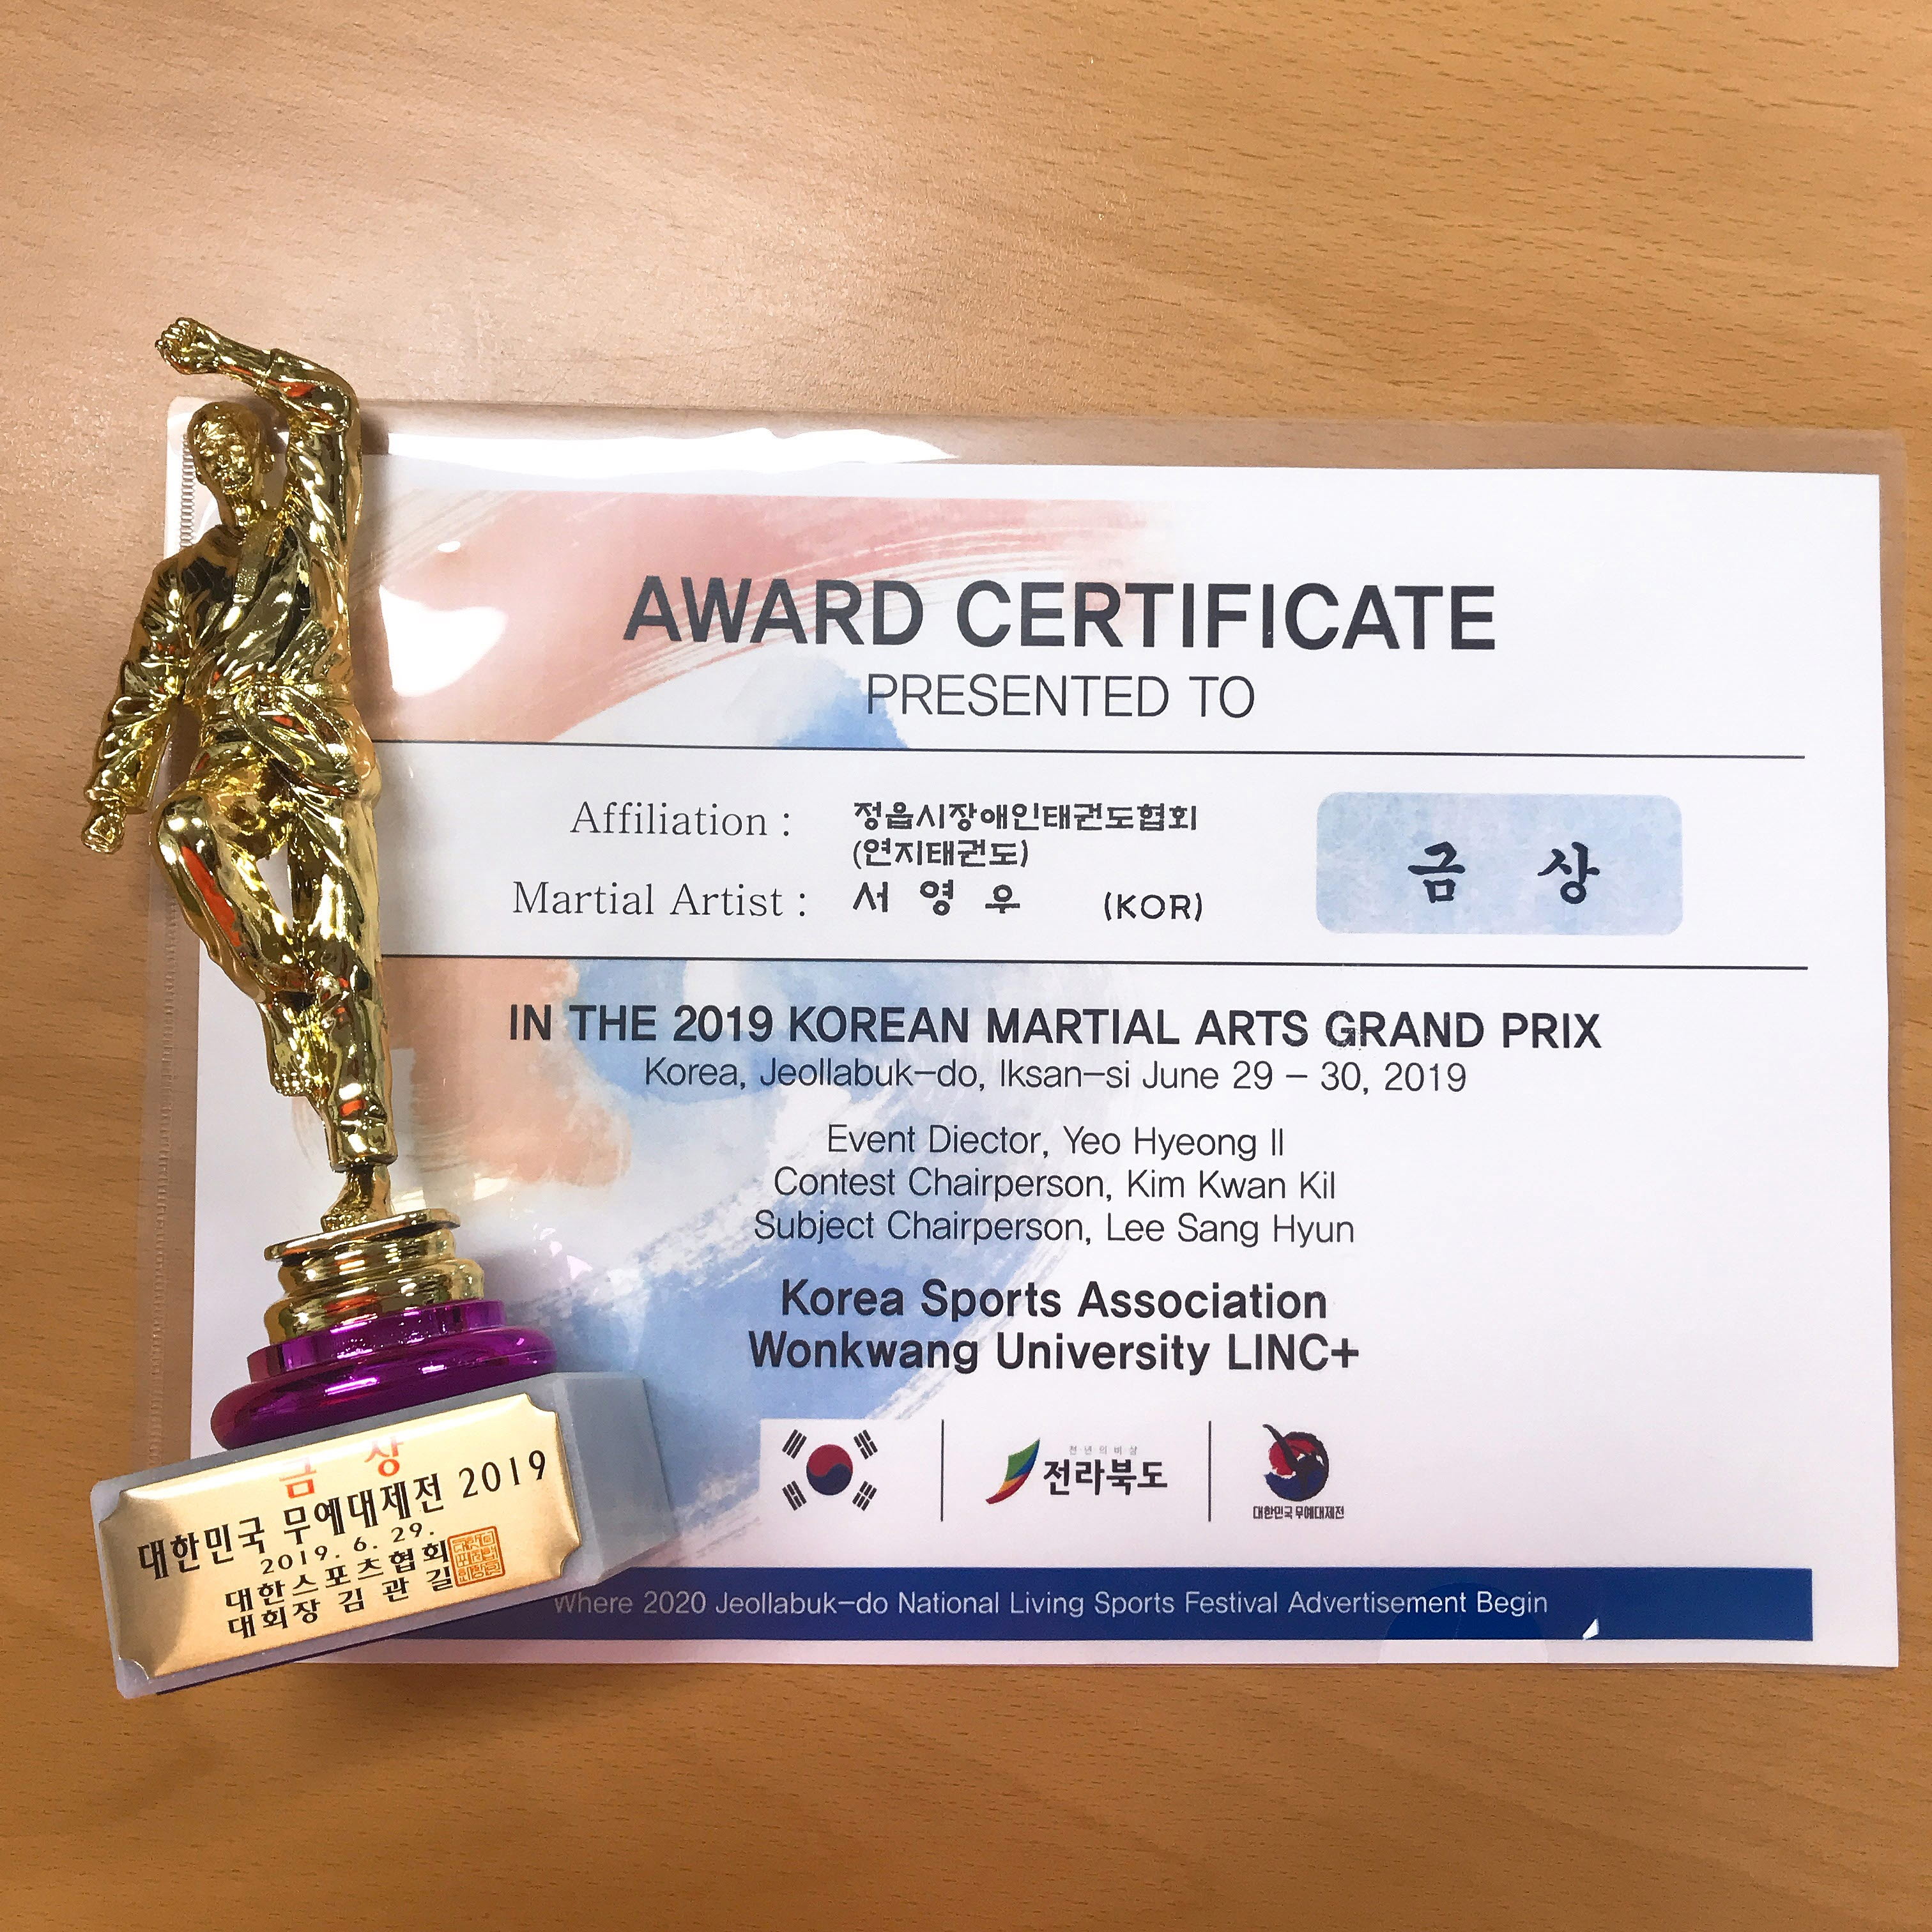 AWARD CERTIFICATE
PRESENTED TO
Affiliation : 정읍시장애인태권도협회
(연지태권도)
Martial Artist : 서 영 우 (KOR)
금 상
IN THE 2019 KOREAN MARTIAL ARTS GRAND PRIX
Korea, Jeollabuk-do, Iksan-si June 29 - 30, 2019
Event Diector, Yeo Hyeong Il
Contest Chairperson, Kim Kwan Kil
Subject Chairperson, Lee Sang Hyun
Korea Sports Association
Wonkwang University LINC+
천년의비상
전라북도
대한민국 무예대제전
Where 2020 Jeollabuk-do National Living Sports Festival Advertisement Begin
금 상
대한민국 무예대제전 2019
2019. 6. 29.
대한스포츠협회
대회장 김 관 길